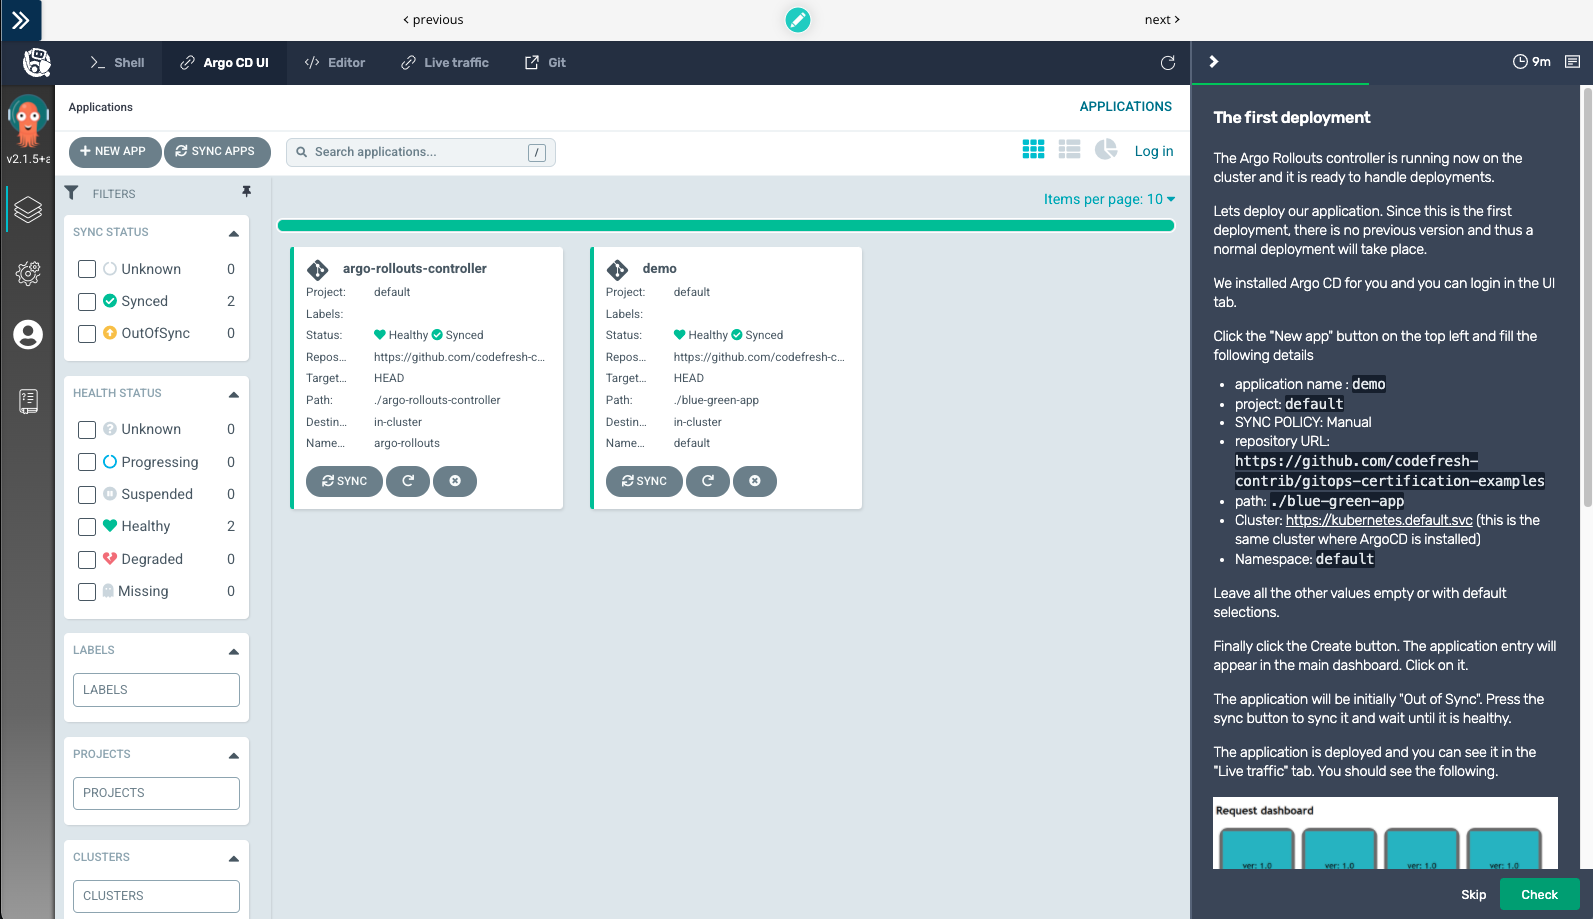 previous
next
Shell
Argo CD UI
Editor
Live traffic
Git
9m
v2.1.5+a
Applications
APPLICATIONS
NEW APP
SYNC APPS
Search applications...
/
Log in
FILTERS
SYNC STATUS
Unknown 0
Synced 2
OutOfSync 0
HEALTH STATUS
Unknown 0
Progressing 0
Suspended 0
Healthy 2
Degraded 0
Missing 0
LABELS
LABELS
PROJECTS
PROJECTS
CLUSTERS
CLUSTERS
Items per page: 10
argo-rollouts-controller
Project: default
Labels:
Status: Healthy Synced
Repos... https://github.com/codefresh-c...
Target... HEAD
Path: ./argo-rollouts-controller
Destin... in-cluster
Name... argo-rollouts
SYNC
demo
Project: default
Labels:
Status: Healthy Synced
Repos... https://github.com/codefresh-c...
Target... HEAD
Path: ./blue-green-app
Destin... in-cluster
Name... default
SYNC
The first deployment
The Argo Rollouts controller is running now on the
cluster and it is ready to handle deployments.
Lets deploy our application. Since this is the first
deployment, there is no previous version and thus a
normal deployment will take place.
We installed Argo CD for you and you can login in the UI
tab.
Click the "New app" button on the top left and fill the
following details
• application name : demo
• project: default
• SYNC POLICY: Manual
• repository URL:
https://github.com/codefresh-
contrib/gitops-certification-examples
• path: ./blue-green-app
• Cluster: https://kubernetes.default.svc (this is the
same cluster where ArgoCD is installed)
• Namespace: default
Leave all the other values empty or with default
selections.
Finally click the Create button. The application entry will
appear in the main dashboard. Click on it.
The application will be initially "Out of Sync". Press the
sync button to sync it and wait until it is healthy.
The application is deployed and you can see it in the
"Live traffic" tab. You should see the following.
Request dashboard
ver: 1.0 ver: 1.0 ver: 1.0 ver: 1.0
Skip
Check